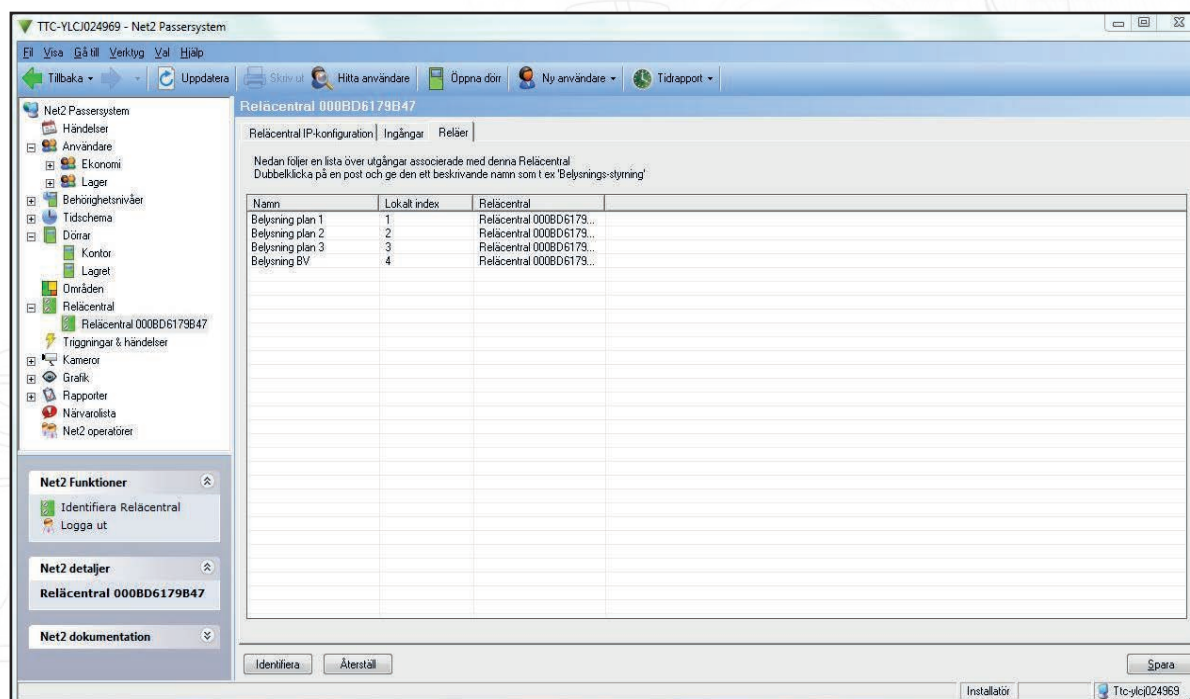 TTC-YLCJ024969 - Net2 Passersystem
Fil Visa Gå till Verktyg Val Hjälp
Tillbaka Uppdatera Skriv ut Hitta användare Öppna dörr Ny användare Tidrapport
Net2 Passersystem
Händelser
Användare
Ekonomi
Lager
Behörighetsnivåer
Tidschema
Dörrar
Kontor
Lagret
Områden
Reläcentral
Reläcentral 000BD6179B47
Triggningar & händelser
Kameror
Grafik
Rapporter
Närvarolista
Net2 operatörer
Net2 Funktioner
Identifiera Reläcentral
Logga ut
Net2 detaljer
Reläcentral 000BD6179B47
Net2 dokumentation
Reläcentral 000BD6179B47
Reläcentral IP-konfiguration Ingångar Reläer
Nedan följer en lista över utgångar associerade med denna Reläcentral
Dubbelklicka på en post och ge den ett beskrivande namn som t ex 'Belysnings-styrning'
Namn Lokalt index Reläcentral
Belysning plan 1 1 Reläcentral 000BD6179...
Belysning plan 2 2 Reläcentral 000BD6179...
Belysning plan 3 3 Reläcentral 000BD6179...
Belysning BV 4 Reläcentral 000BD6179...
Identifiera Återställ Spara
Installatör Ttc-ylcj024969